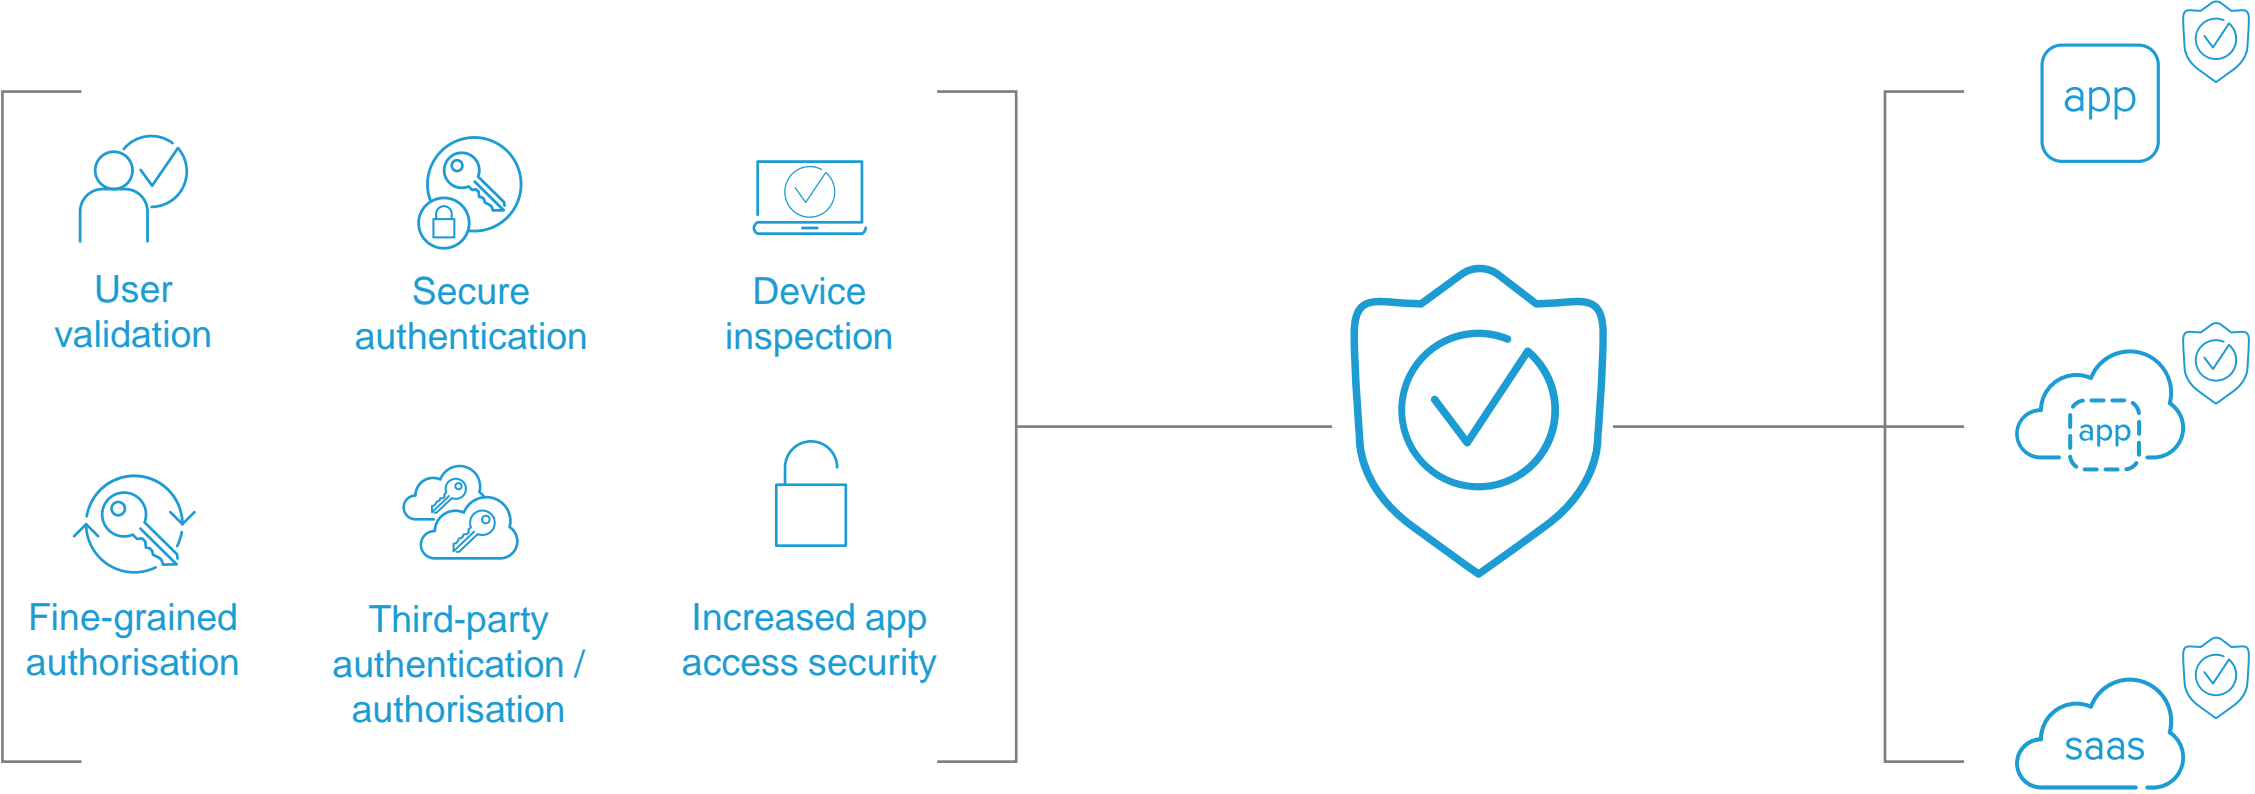 User
validation
Secure
authentication
Device
inspection
Fine-grained
authorisation
Third-party
authentication /
authorisation
Increased app
access security
app
app
saas